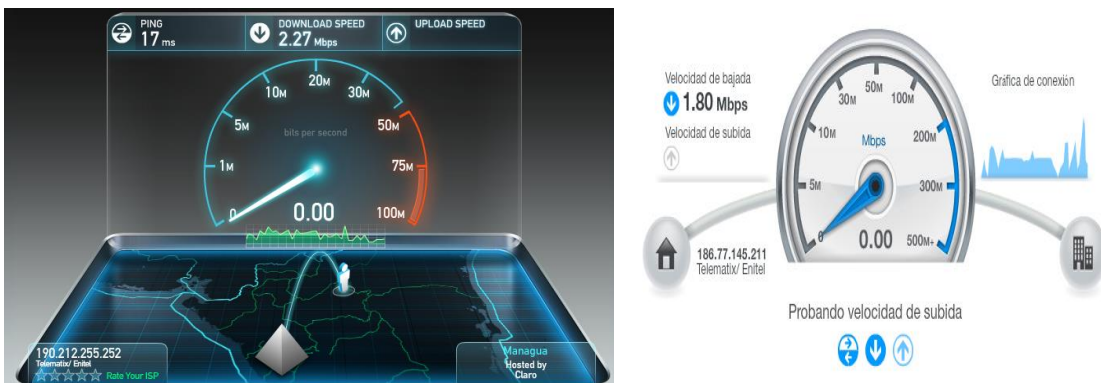 PING
17 ms
DOWNLOAD SPEED
2.27 Mbps
UPLOAD SPEED
0
1M
5M
10M
20M
30M
50M
75M
100M
bits per second
0.00
190.212.255.252
Telematix/ Enitel
Rate Your ISP
Managua
Hosted by
Claro
Velocidad de bajada
1.80 Mbps
Velocidad de subida
0
5M
10M
30M
50M
100M
200M
300M
500M+
Mbps
0.00
Gráfica de conexión
186.77.145.211
Telematix/ Enitel
Probando velocidad de subida